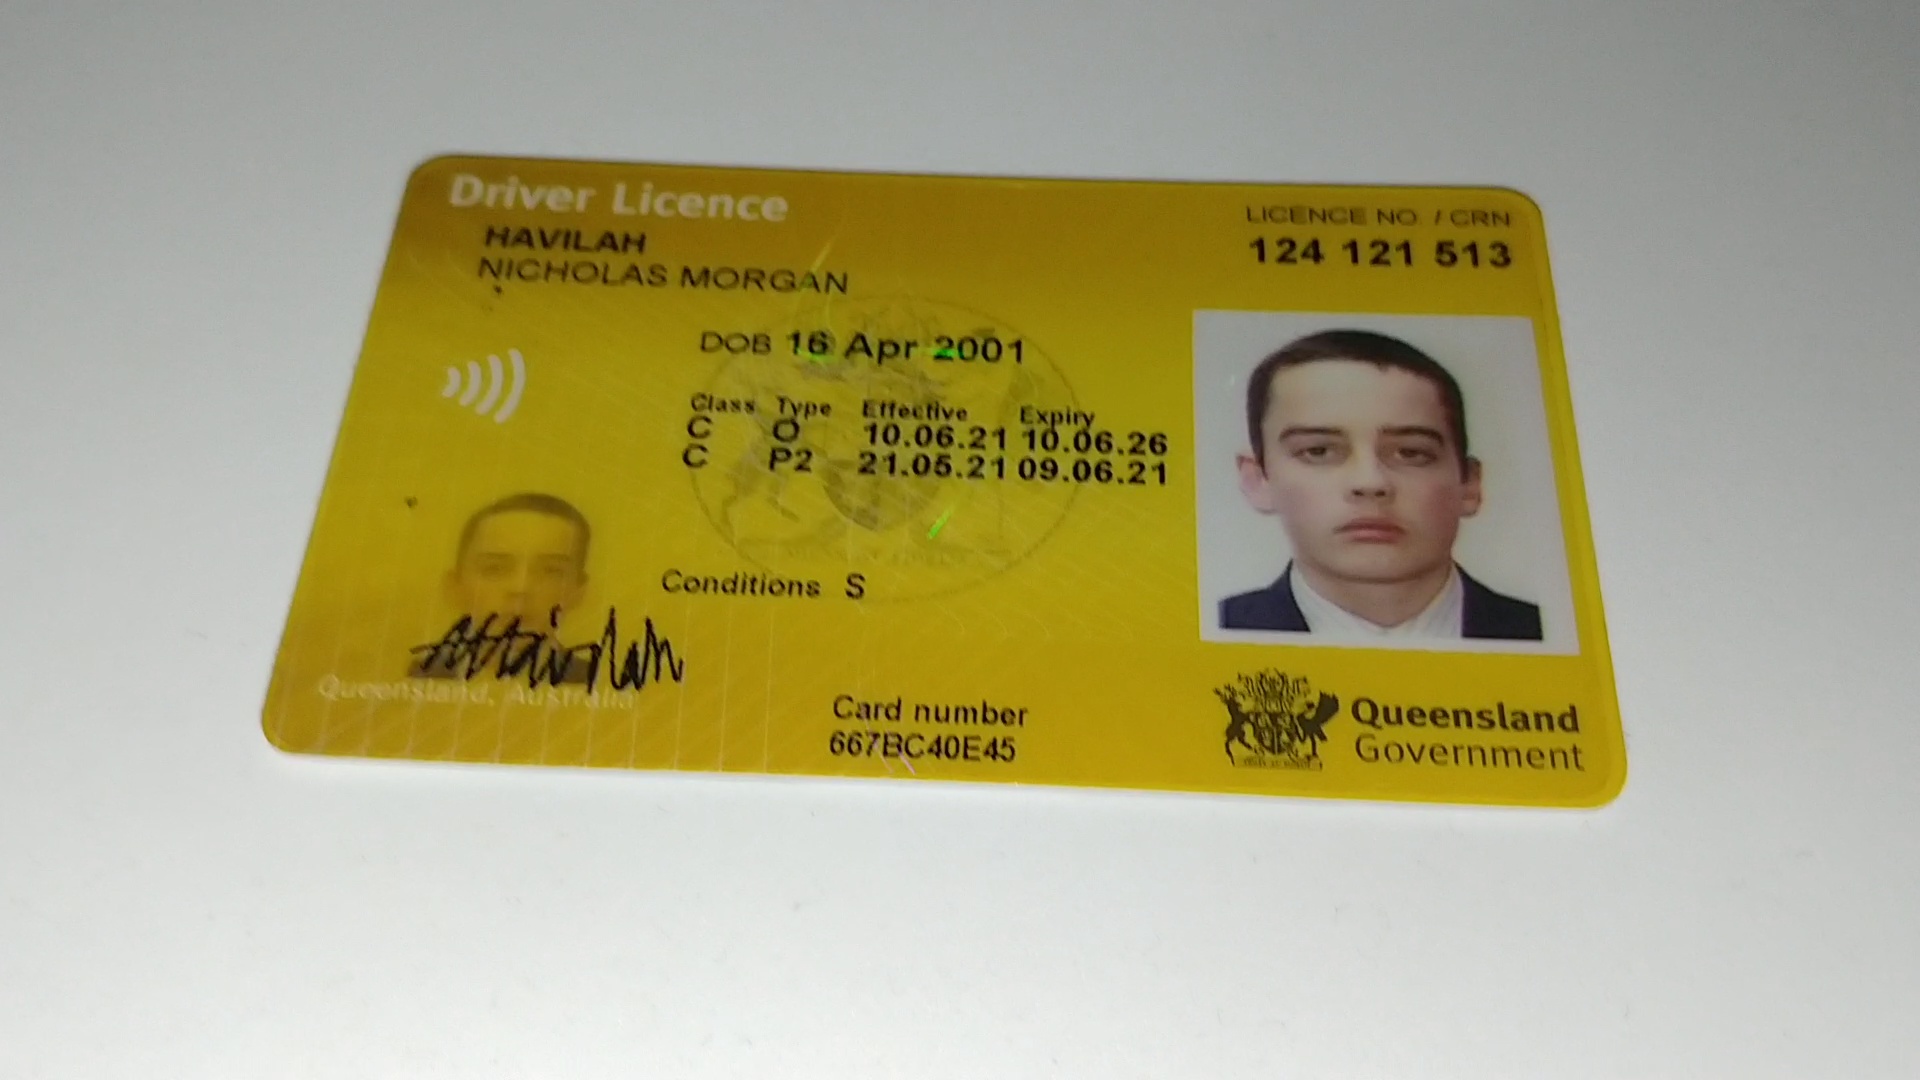 Driver Licence
HAVILAH
NICHOLAS MORGAN
LICENCE NO. / CRN
124 121 513
DOB 16 Apr 2001
Class Type Effective Expiry
C O 10.06.21 10.06.26
C P2 21.05.21 09.06.21
Conditions S
Queensland, Australia
Card number
667BC40E45
Queensland
Government